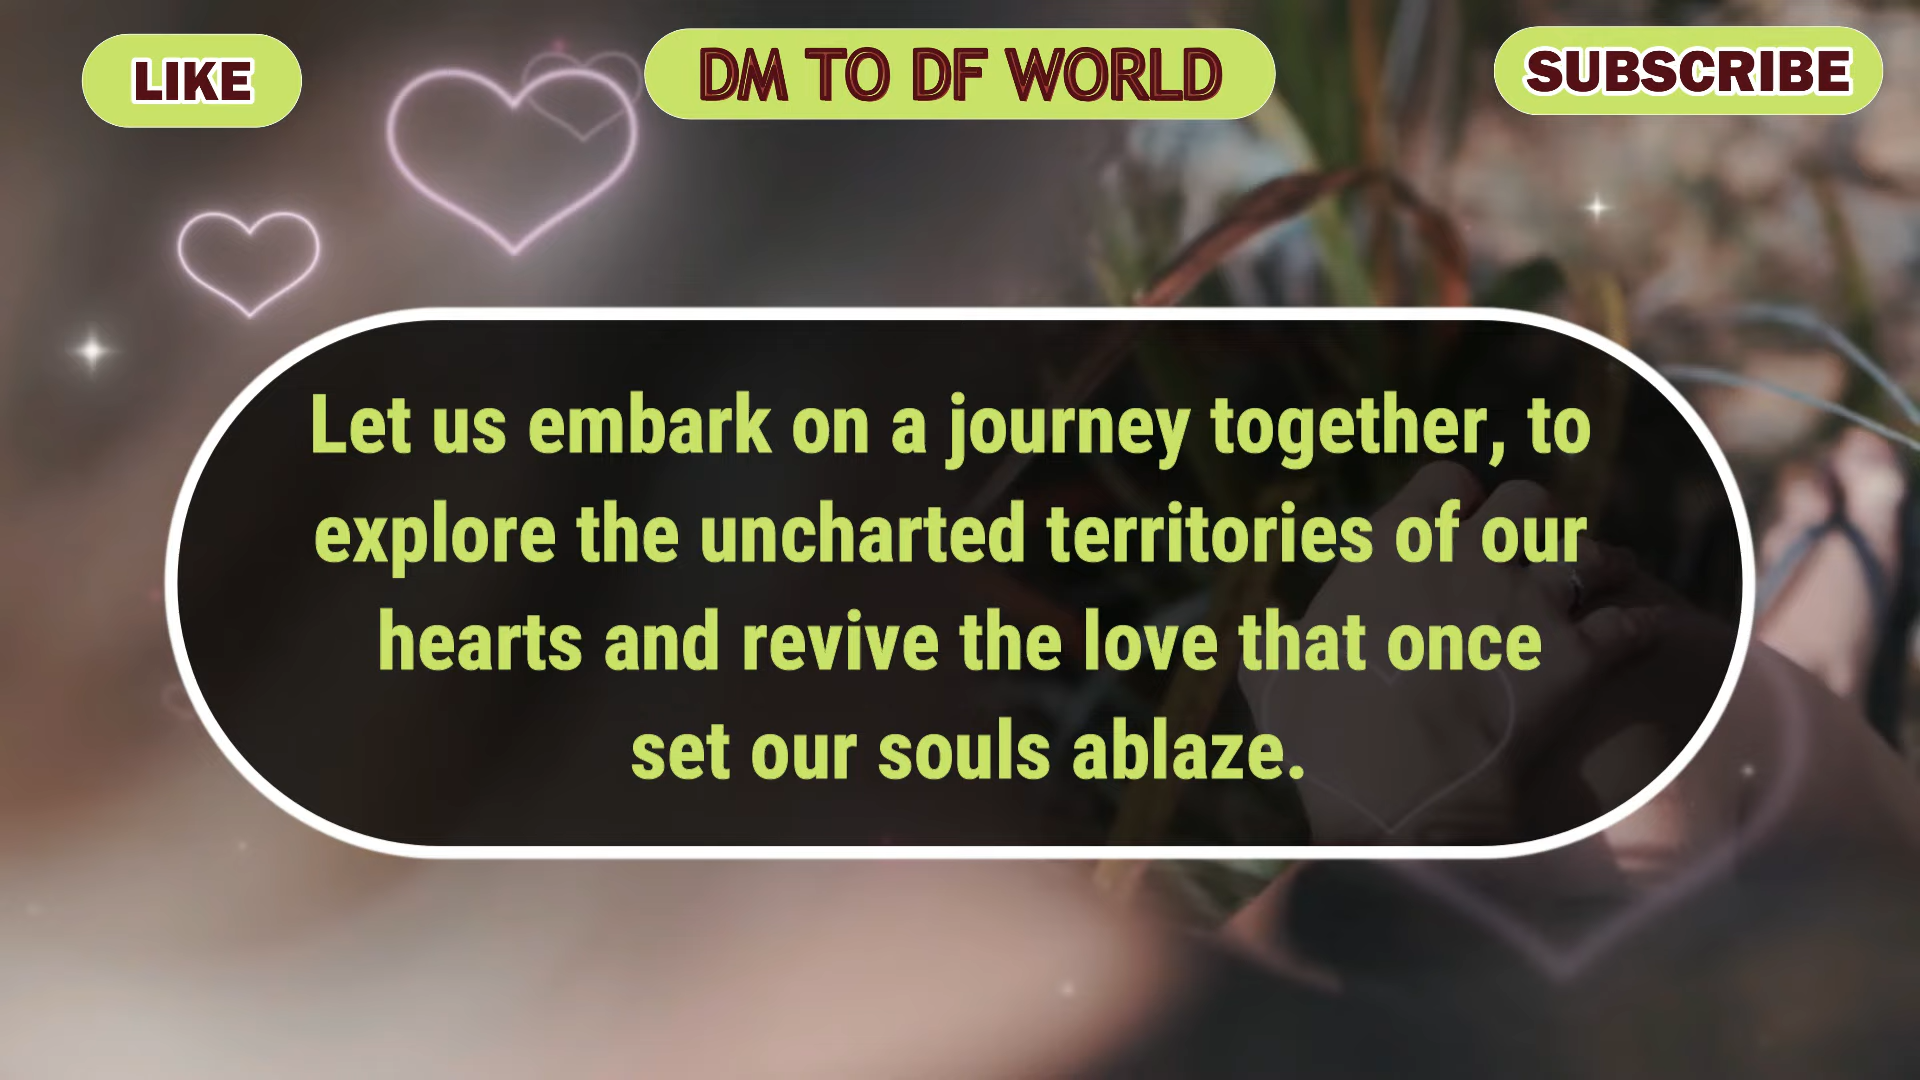 LIKE
DM TO DF WORLD
SUBSCRIBE
Let us embark on a journey together, to
explore the uncharted territories of our
hearts and revive the love that once
set our souls ablaze.